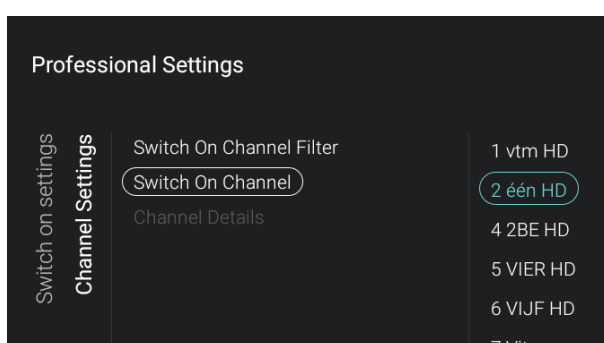 Professional Settings
Switch on settings
Channel Settings
Switch On Channel Filter
Switch On Channel
Channel Details
1 vtm HD
2 één HD
4 2BE HD
5 VIER HD
6 VIJF HD